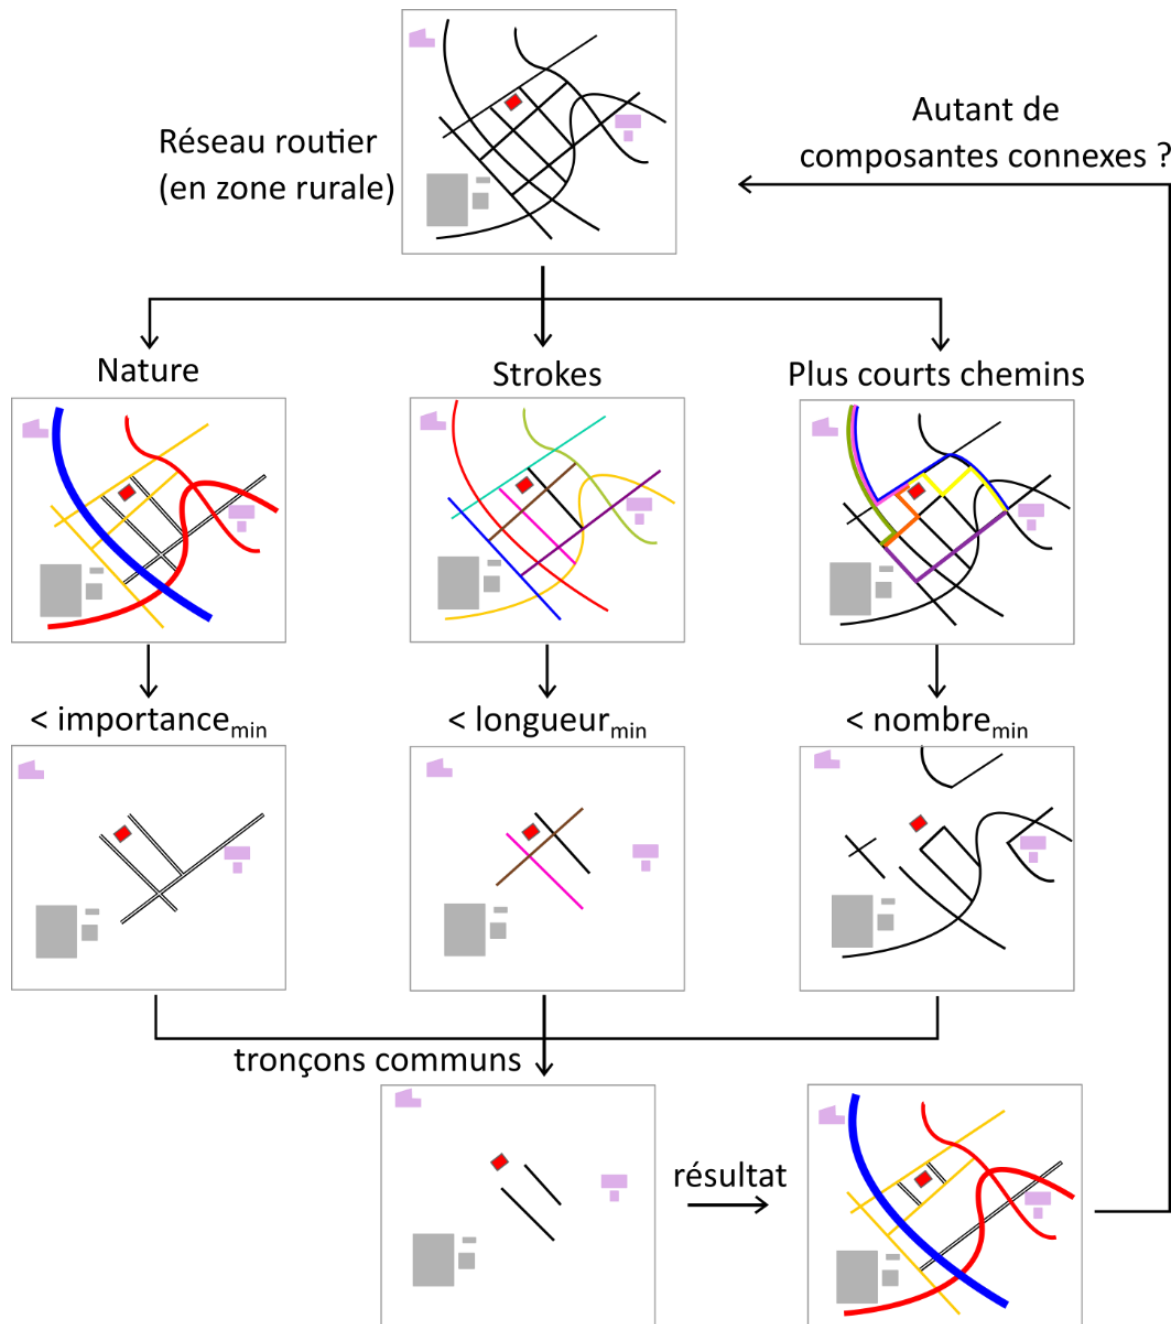 Réseau routier
(en zone rurale)
Autant de
composantes connexes ?
Nature
Strokes
Plus courts chemins
< importancemin
< longueurmin
< nombremin
tronçons communs
résultat